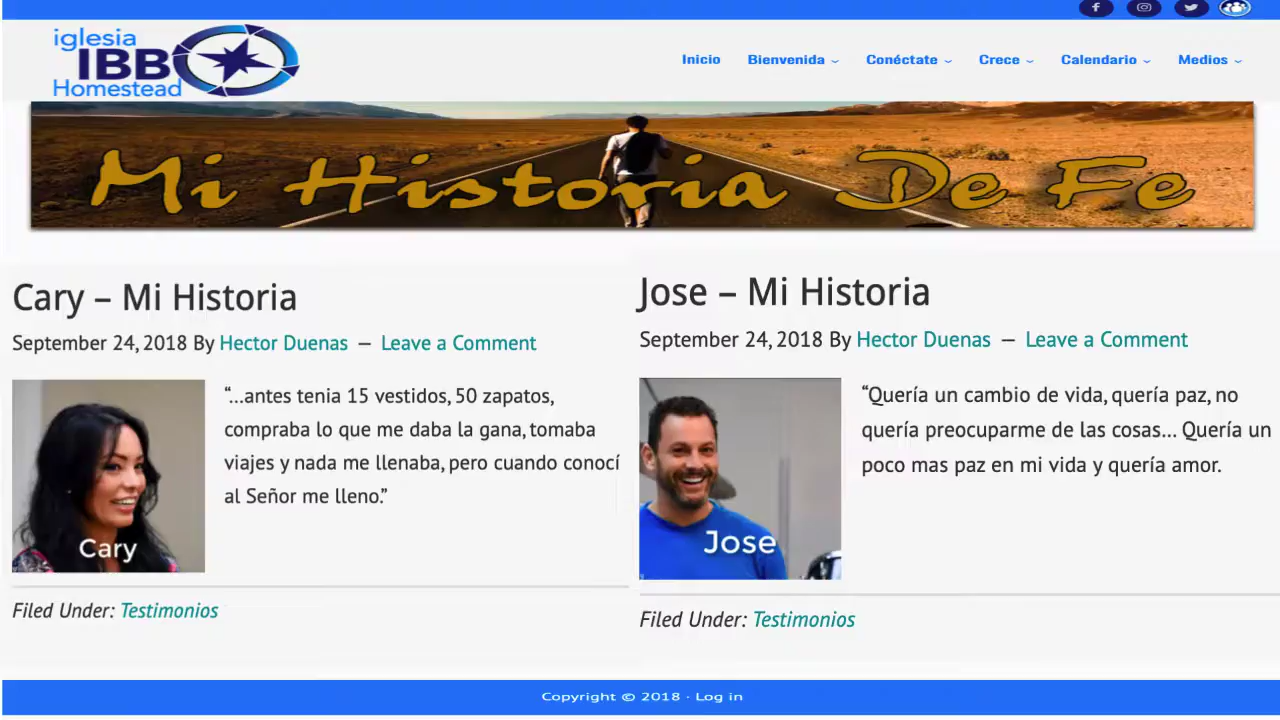 iglesia
IBB
Homestead
Inicio Bienvenida Conéctate Crece Calendario Medios
Mi Historia De Fe
Cary – Mi Historia
September 24, 2018 By Hector Duenas — Leave a Comment
“…antes tenia 15 vestidos, 50 zapatos,
compraba lo que me daba la gana, tomaba
viajes y nada me llenaba, pero cuando conocí
al Señor me lleno.”
Cary
Filed Under: Testimonios
Jose – Mi Historia
September 24, 2018 By Hector Duenas — Leave a Comment
“Quería un cambio de vida, quería paz, no
quería preocuparme de las cosas… Quería un
poco mas paz en mi vida y quería amor.
Jose
Filed Under: Testimonios
Copyright © 2018 · Log in